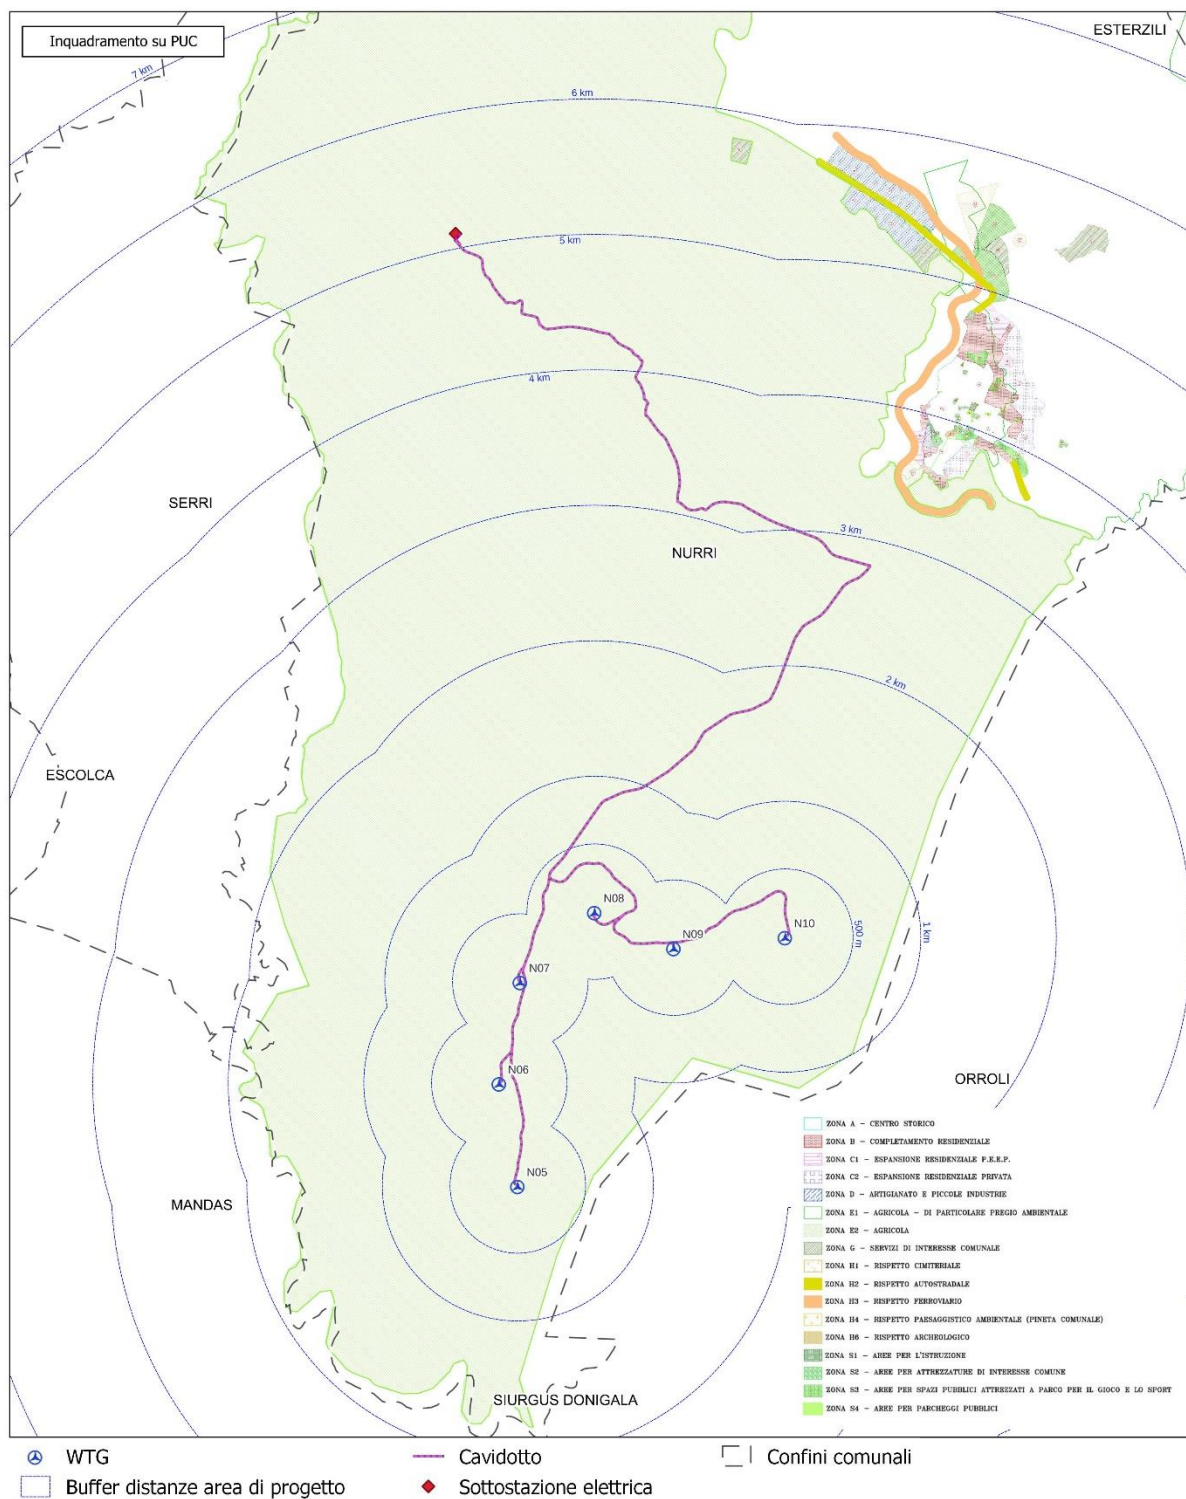 Inquadramento su PUC
ESTERZILI
7 km
6 km
5 km
4 km
SERRI
3 km
NURRI
2 km
ESCOLCA
N08
N09
N10
500 m
1 km
N07
N06
ORROLI
N05
MANDAS
SIURGUS DONIGALA
ZONA A - CENTRO STORICO
ZONA B - COMPLETAMENTO RESIDENZIALE
ZONA C1 - ESPANSIONE RESIDENZIALE P.E.E.P.
ZONA C2 - ESPANSIONE RESIDENZIALE PRIVATA
ZONA D - ARTIGIANATO E PICCOLE INDUSTRIE
ZONA E1 - AGRICOLA - DI PARTICOLARE PREGIO AMBIENTALE
ZONA E2 - AGRICOLA
ZONA G - SERVIZI DI INTERESSE COMUNALE
ZONA H1 - RISPETTO CIMITERIALE
ZONA H2 - RISPETTO AUTOSTRADALE
ZONA H3 - RISPETTO FERROVIARIO
ZONA H4 - RISPETTO PAESAGGISTICO AMBIENTALE (PINETA COMUNALE)
ZONA H6 - RISPETTO ARCHEOLOGICO
ZONA S1 - AREE PER L'ISTRUZIONE
ZONA S2 - AREE PER ATTREZZATURE DI INTERESSE COMUNE
ZONA S3 - AREE PER SPAZI PUBBLICI ATTREZZATI A PARCO PER IL GIOCO E LO SPORT
ZONA S4 - AREE PER PARCHEGGI PUBBLICI
WTG
Cavidotto
Confini comunali
Buffer distanze area di progetto
Sottostazione elettrica